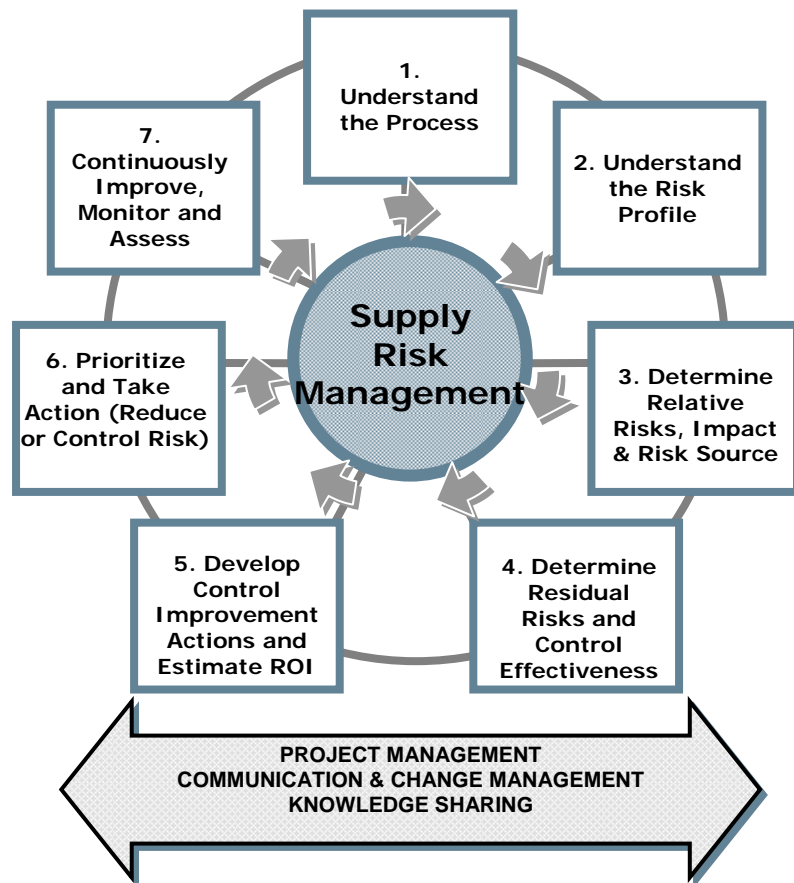 1.
Understand
the Process
2. Understand
the Risk
Profile
3. Determine
Relative
Risks, Impact
& Risk Source
4. Determine
Residual
Risks and
Control
Effectiveness
5. Develop
Control
Improvement
Actions and
Estimate ROI
6. Prioritize
and Take
Action (Reduce
or Control Risk)
7.
Continuously
Improve,
Monitor and
Assess
Supply
Risk
Management
PROJECT MANAGEMENT
COMMUNICATION & CHANGE MANAGEMENT
KNOWLEDGE SHARING